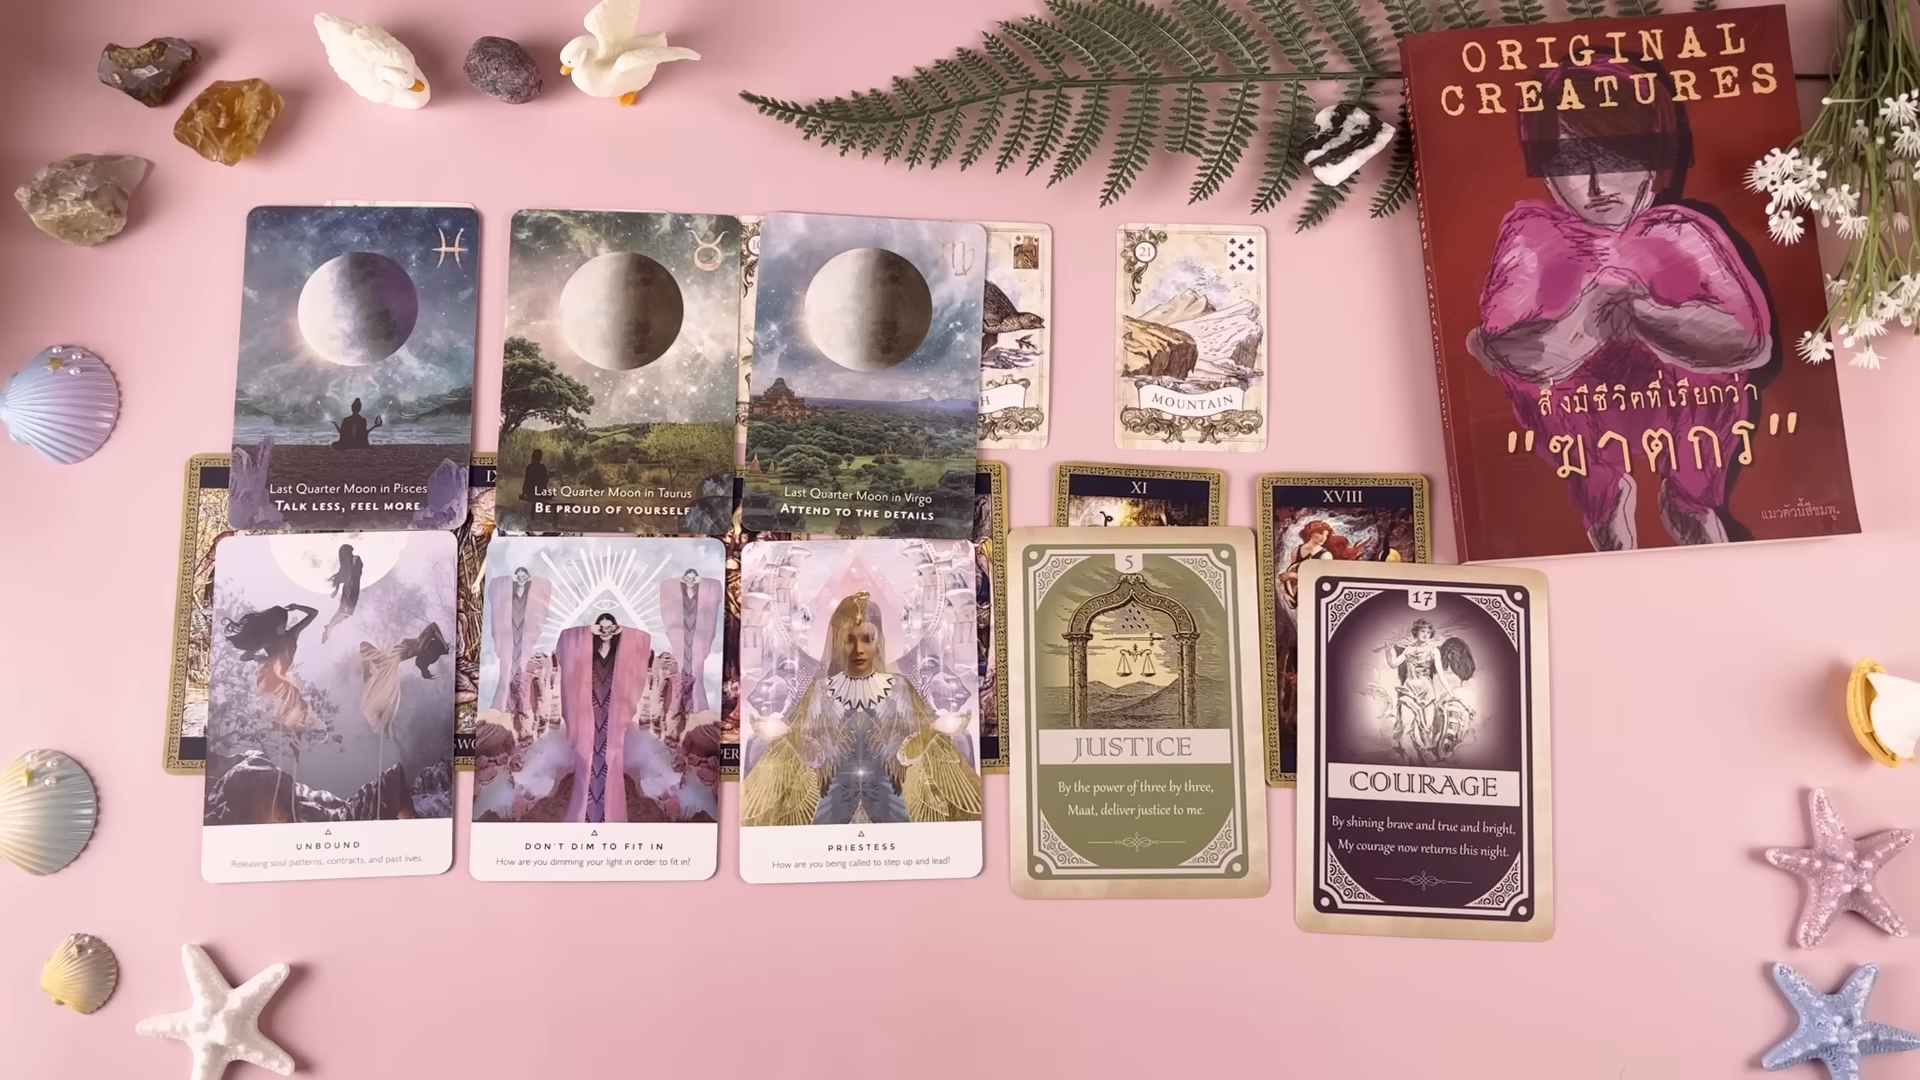 ORIGINAL
CREATURES
สิ่งมีชีวิตที่เรียกว่า
"ฆาตกร"
แมวตัวนี้สีชมพู.
Last Quarter Moon in Pisces
TALK LESS, FEEL MORE
Last Quarter Moon in Taurus
BE PROUD OF YOURSELF
Last Quarter Moon in Virgo
ATTEND TO THE DETAILS
H
21
MOUNTAIN
IX
XI
XVIII
UNBOUND
Releasing soul patterns, contracts, and past lives.
DON'T DIM TO FIT IN
How are you dimming your light in order to fit in?
PRIESTESS
How are you being called to step up and lead?
5
JUSTICE
By the power of three by three,
Maat, deliver justice to me.
17
COURAGE
By shining brave and true and bright,
My courage now returns this night.